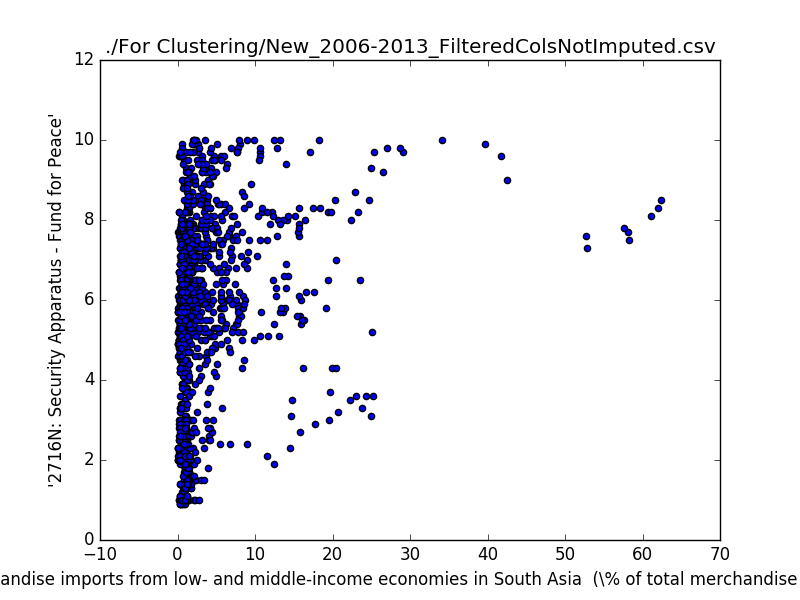 ./For Clustering/New_2006-2013_FilteredColsNotImputed.csv
'2716N: Security Apparatus - Fund for Peace'
12
10
8
6
4
2
0
−10 0 10 20 30 40 50 60 70
andise imports from low- and middle-income economies in South Asia (\% of total merchandise